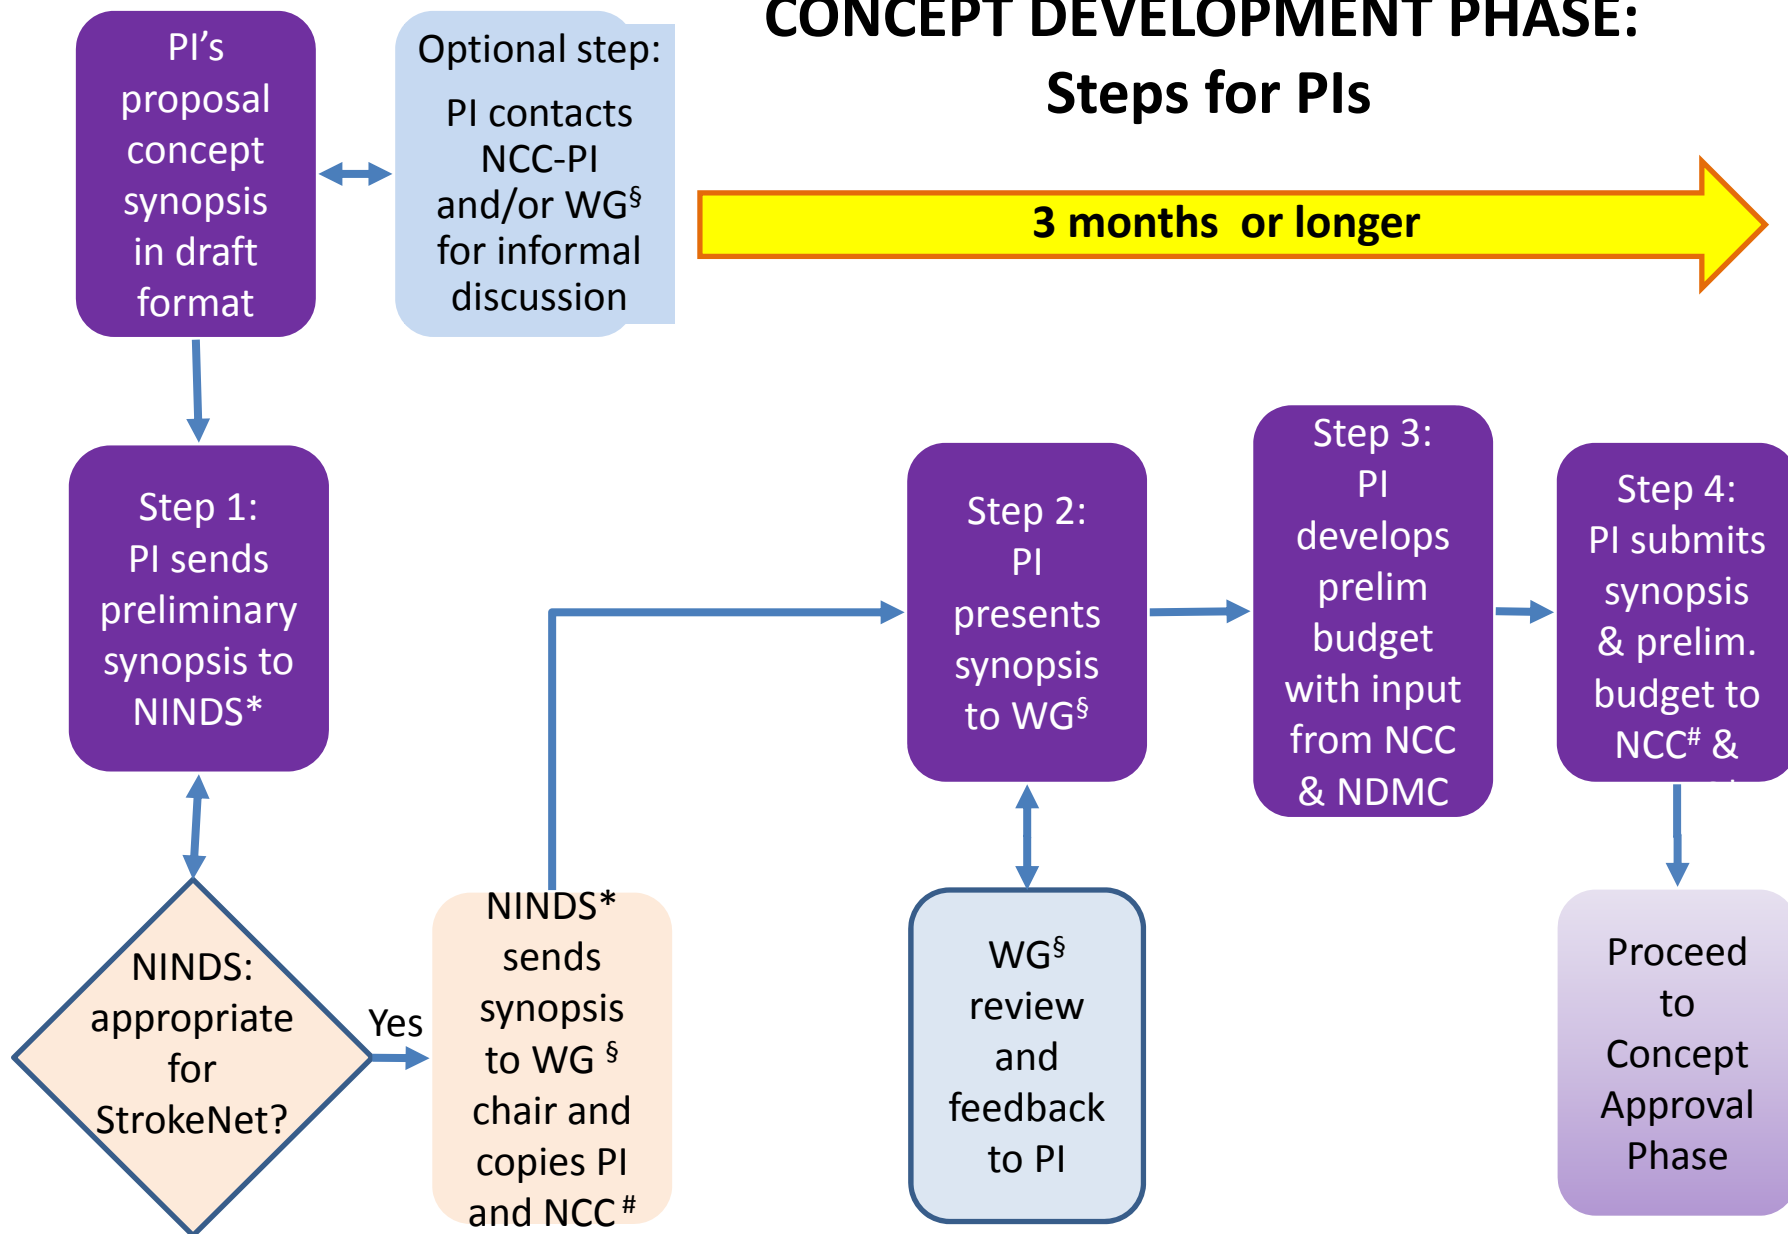 CONCEPT DEVELOPMENT PHASE:
Steps for PIs
3 months or longer
PI’s
proposal
concept
synopsis
in draft
format
Optional step:
PI contacts
NCC-PI
and/or WG§
for informal
discussion
Step 1:
PI sends
preliminary
synopsis to
NINDS*
NINDS:
appropriate
for
StrokeNet?
Yes
NINDS*
sends
synopsis
to WG §
chair and
copies PI
and NCC #
Step 2:
PI
presents
synopsis
to WG§
WG§
review
and
feedback
to PI
Step 3:
PI
develops
prelim
budget
with input
from NCC
& NDMC
Step 4:
PI submits
synopsis
& prelim.
budget to
NCC# &
Proceed
to
Concept
Approval
Phase